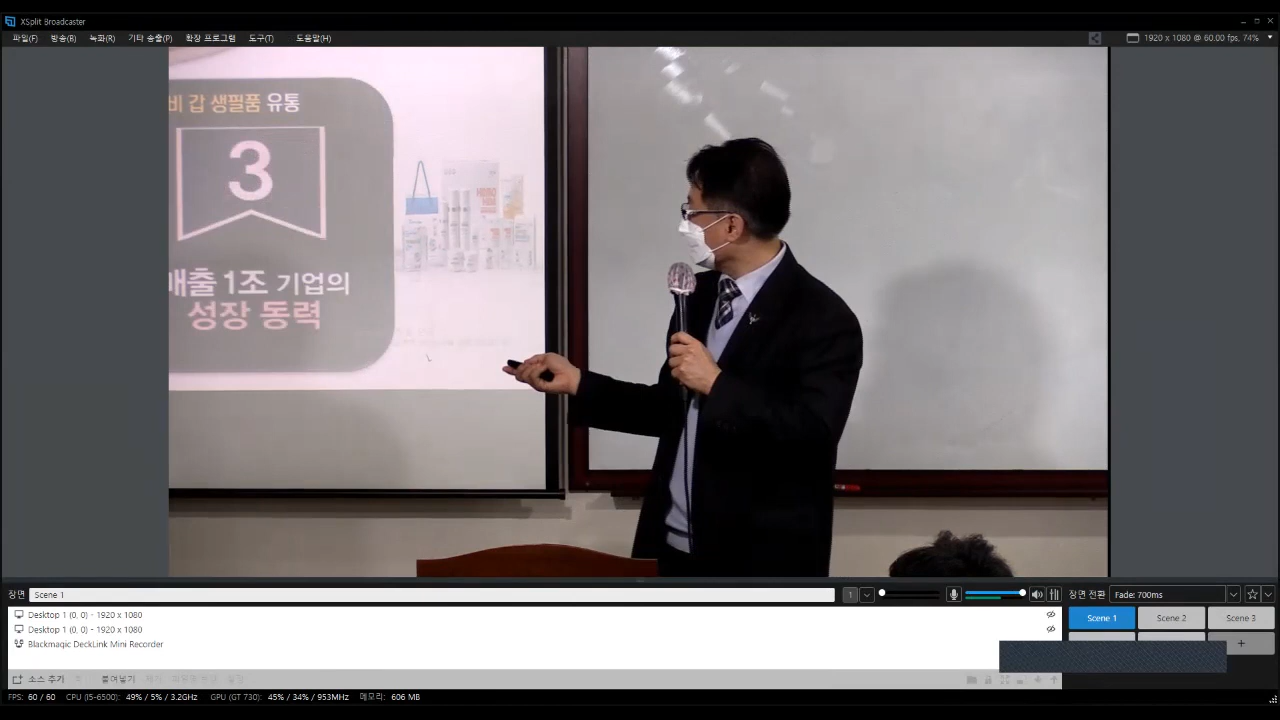 XSplit Broadcaster
파일(F) 방송(B) 녹화(R) 기타 송출(P) 확장 프로그램 도구(T) 도움말(H)
1920 x 1080 @ 60.00 fps, 74%
비 갑 생필품 유통
3
매출 1조 기업의
성장 동력
장면 Scene 1
1
장면 전환 Fade: 700ms
Desktop 1 (0, 0) - 1920 x 1080
Desktop 1 (0, 0) - 1920 x 1080
Blackmagic DeckLink Mini Recorder
Scene 1 Scene 2 Scene 3
소스 추가 붙여넣기
FPS: 60 / 60 CPU (I5-6500): 49% / 5% / 3.2GHz GPU (GT 730): 45% / 34% / 953MHz 메모리: 606 MB